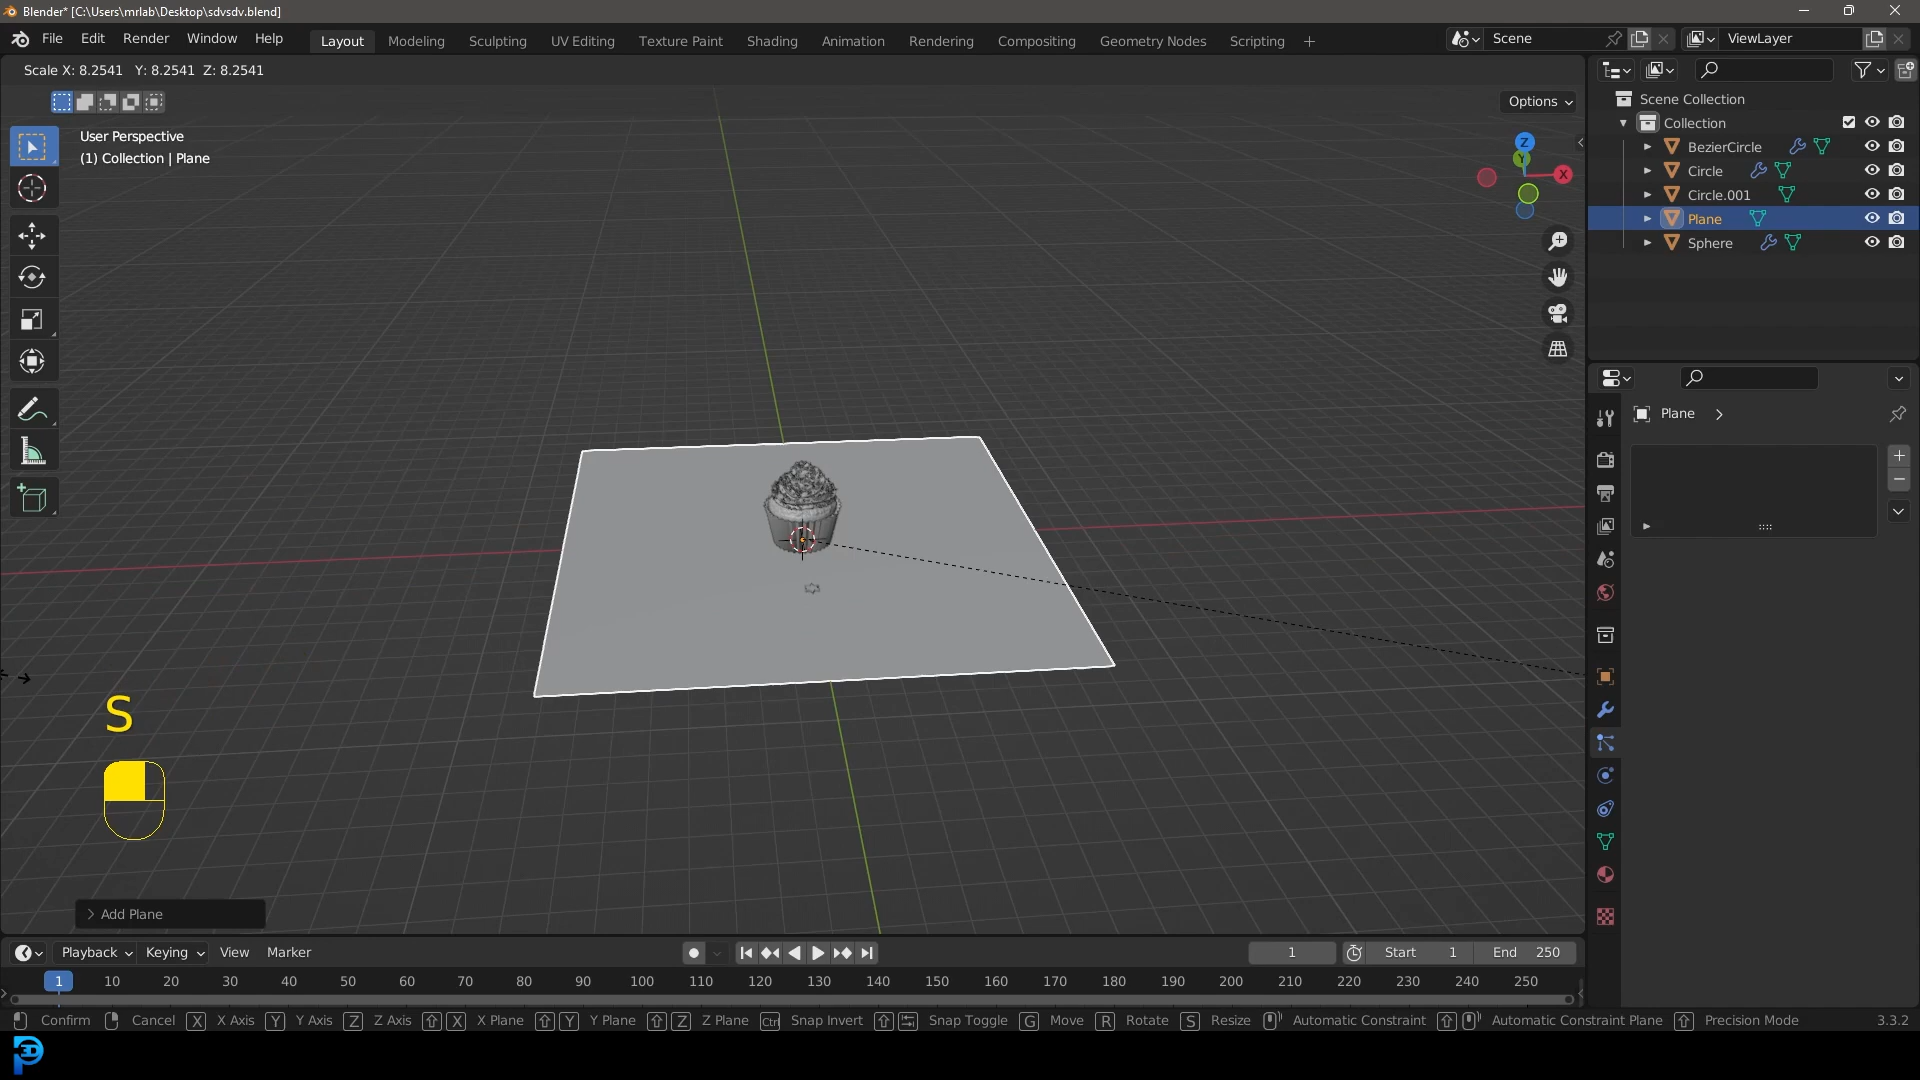 Blender* [C:\Users\mrlab\Desktop\sdvsdv.blend]
File Edit Render Window Help
Layout Modeling Sculpting UV Editing Texture Paint Shading Animation Rendering Compositing Geometry Nodes Scripting +
Scene
ViewLayer
Scale X: 8.2541 Y: 8.2541 Z: 8.2541
Options
User Perspective
(1) Collection | Plane
Z
Y
X
Scene Collection
Collection
BezierCircle
Circle
Circle.001
Plane
Sphere
Plane
S
Add Plane
Playback Keying View Marker
1
Start 1
End 250
1 10 20 30 40 50 60 70 80 90 100 110 120 130 140 150 160 170 180 190 200 210 220 230 240 250
Confirm Cancel X X Axis Y Y Axis Z Z Axis X X Plane Y Y Plane Z Z Plane Ctrl Snap Invert Snap Toggle G Move R Rotate S Resize Automatic Constraint Automatic Constraint Plane Precision Mode 3.3.2
3D